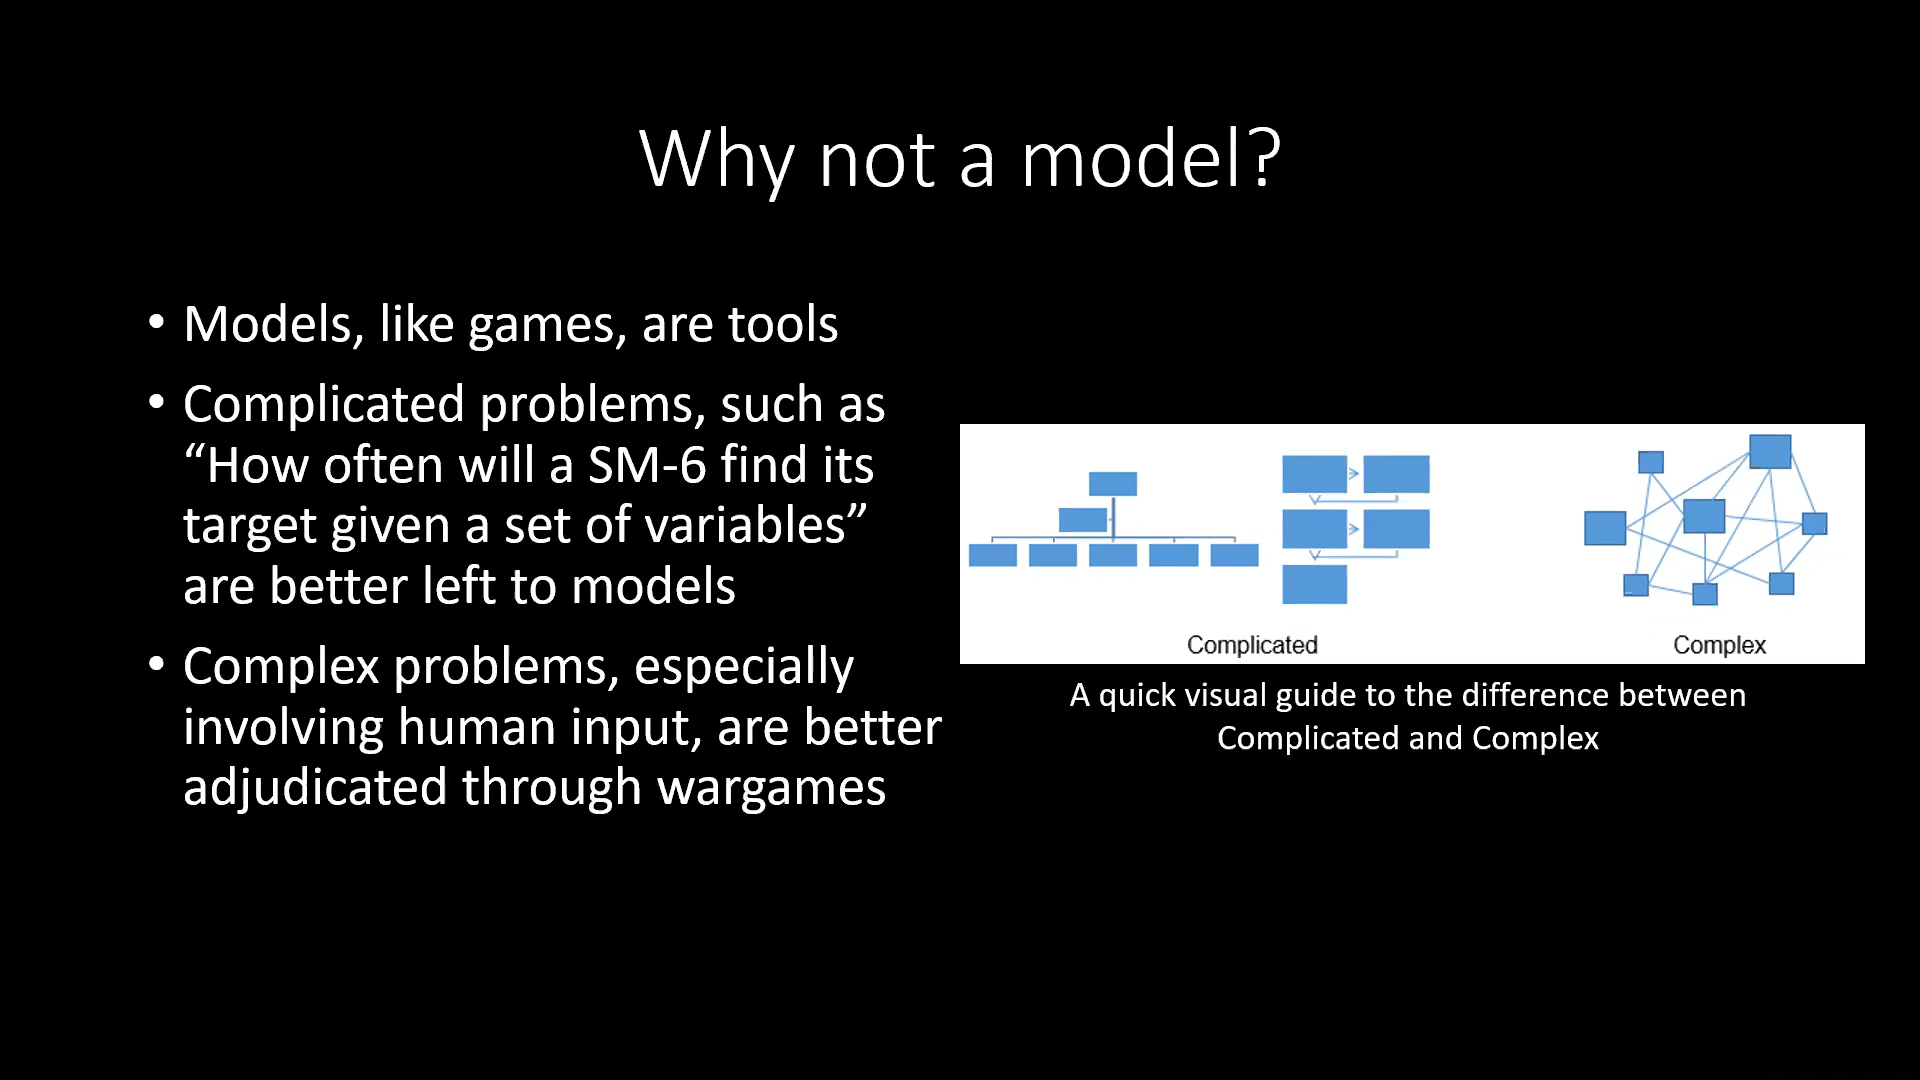 Why not a model?
• Models, like games, are tools
• Complicated problems, such as
“How often will a SM-6 find its
target given a set of variables”
are better left to models
• Complex problems, especially
involving human input, are better
adjudicated through wargames
Complicated
Complex
A quick visual guide to the difference between
Complicated and Complex